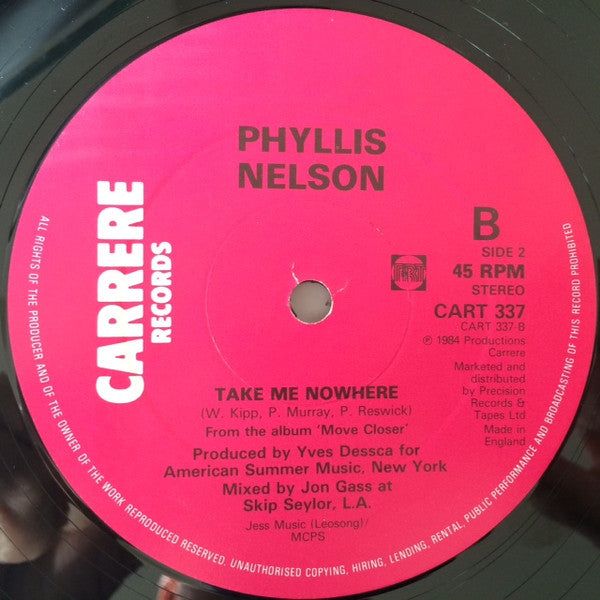 PHYLLIS
NELSON
CARRERE
RECORDS
B
SIDE 2
45 RPM
STEREO
CART 337
CART 337-B
℗ 1984 Productions
Carrere
Marketed and
distributed
by Precision
Records &
Tapes Ltd
Made in
England
TAKE ME NOWHERE
(W. Kipp, P. Murray, P. Reswick)
From the album 'Move Closer'
Produced by Yves Dessca for
American Summer Music, New York
Mixed by Jon Gass at
Skip Seylor, L.A.
Jess Music (Leosong)/
MCPS
ALL RIGHTS OF THE PRODUCER AND OF THE OWNER OF THE WORK REPRODUCED RESERVED. UNAUTHORISED COPYING, HIRING, LENDING, RENTAL, PUBLIC PERFORMANCE AND BROADCASTING OF THIS RECORD PROHIBITED